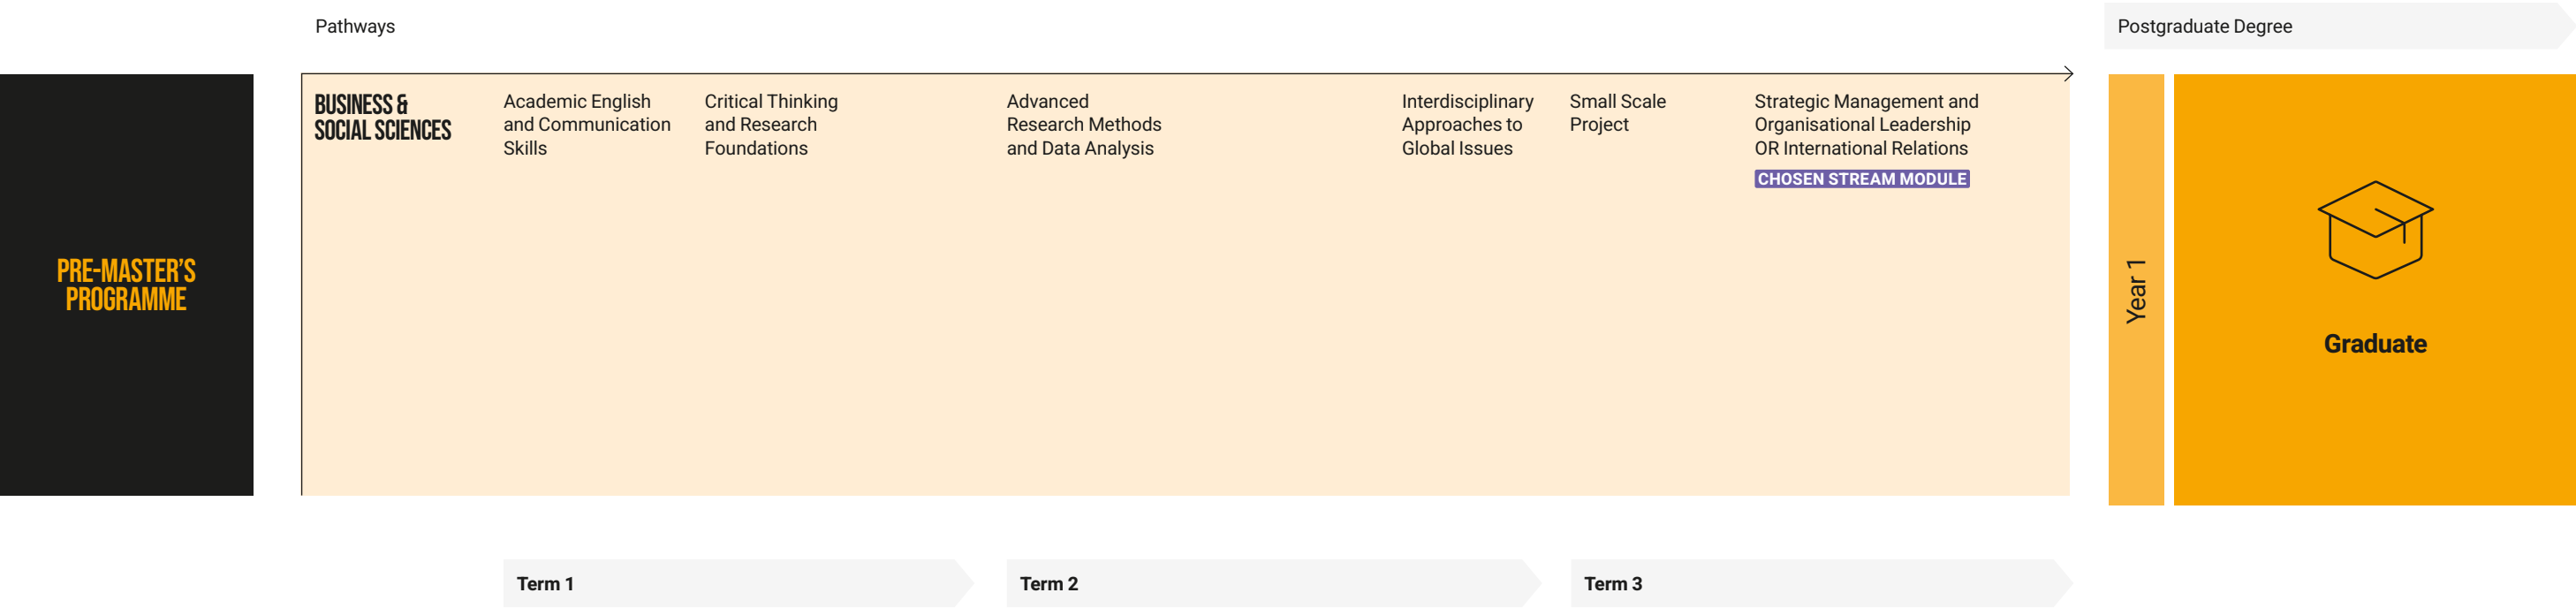 Pathways
Postgraduate Degree
PRE-MASTER’S
PROGRAMME
BUSINESS &
SOCIAL SCIENCES
Academic English
and Communication
Skills
Critical Thinking
and Research
Foundations
Advanced
Research Methods
and Data Analysis
Interdisciplinary
Approaches to
Global Issues
Small Scale
Project
Strategic Management and
Organisational Leadership
OR International Relations
CHOSEN STREAM MODULE
Year 1
Graduate
Term 1
Term 2
Term 3